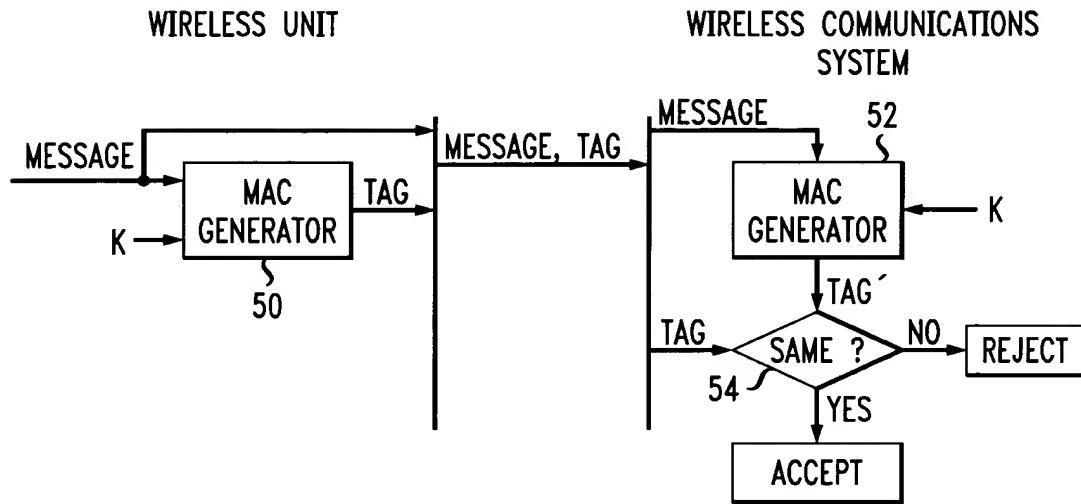 WIRELESS UNIT
WIRELESS COMMUNICATIONS
SYSTEM
MESSAGE
K
MAC
GENERATOR
50
TAG
MESSAGE, TAG
MESSAGE
52
MAC
GENERATOR
K
TAG´
TAG
SAME ?
54
NO
REJECT
YES
ACCEPT